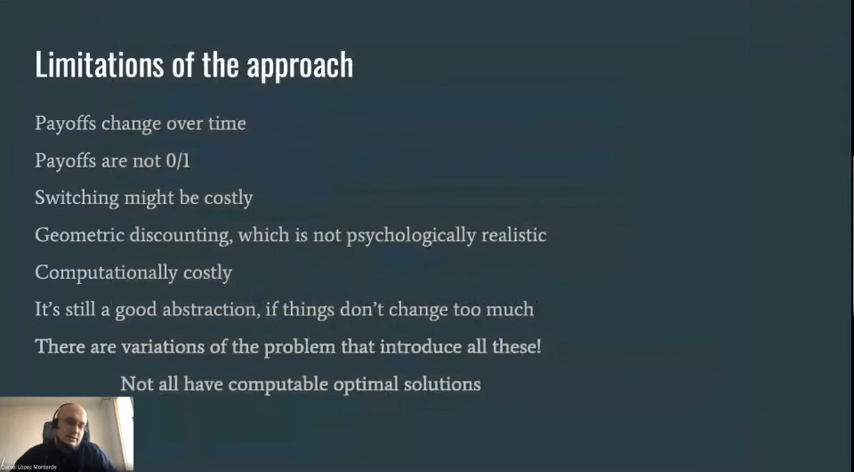 Limitations of the approach
Payoffs change over time
Payoffs are not 0/1
Switching might be costly
Geometric discounting, which is not psychologically realistic
Computationally costly
It's still a good abstraction, if things don't change too much
There are variations of the problem that introduce all these!
Not all have computable optimal solutions
López